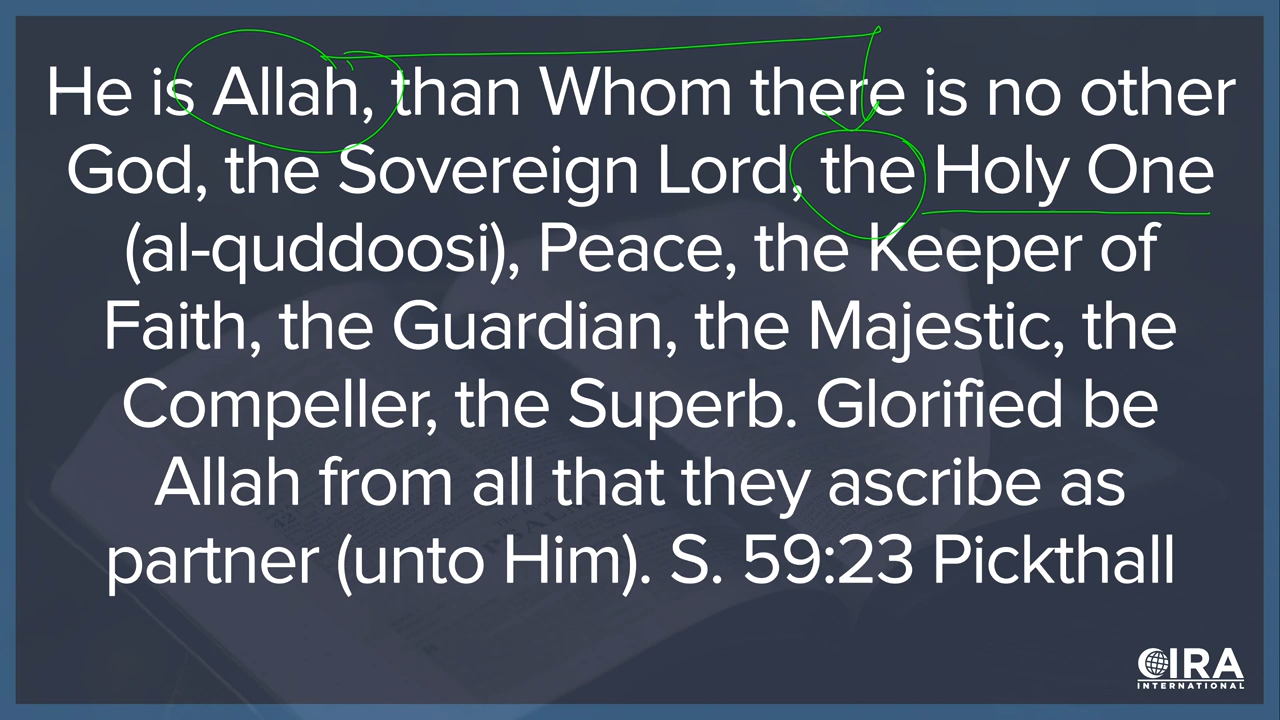 He is Allah, than Whom there is no other
God, the Sovereign Lord, the Holy One
(al-quddoosi), Peace, the Keeper of
Faith, the Guardian, the Majestic, the
Compeller, the Superb. Glorified be
Allah from all that they ascribe as
partner (unto Him). S. 59:23 Pickthall
CIRA
INTERNATIONAL